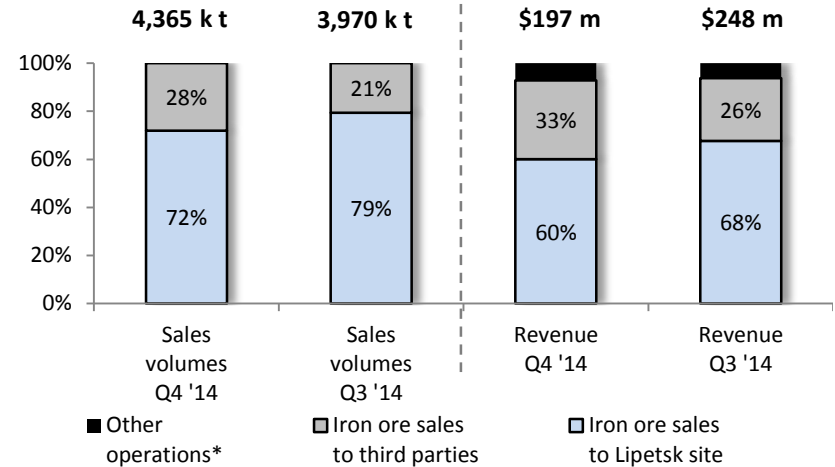 4,365 k t
3,970 k t
$197 m
$248 m
100%
80%
60%
40%
20%
0%
28%
72%
21%
79%
33%
60%
26%
68%
Sales
volumes
Q4 '14
Sales
volumes
Q3 '14
Revenue
Q4 '14
Revenue
Q3 '14
Other
operations*
Iron ore sales
to third parties
Iron ore sales
to Lipetsk site